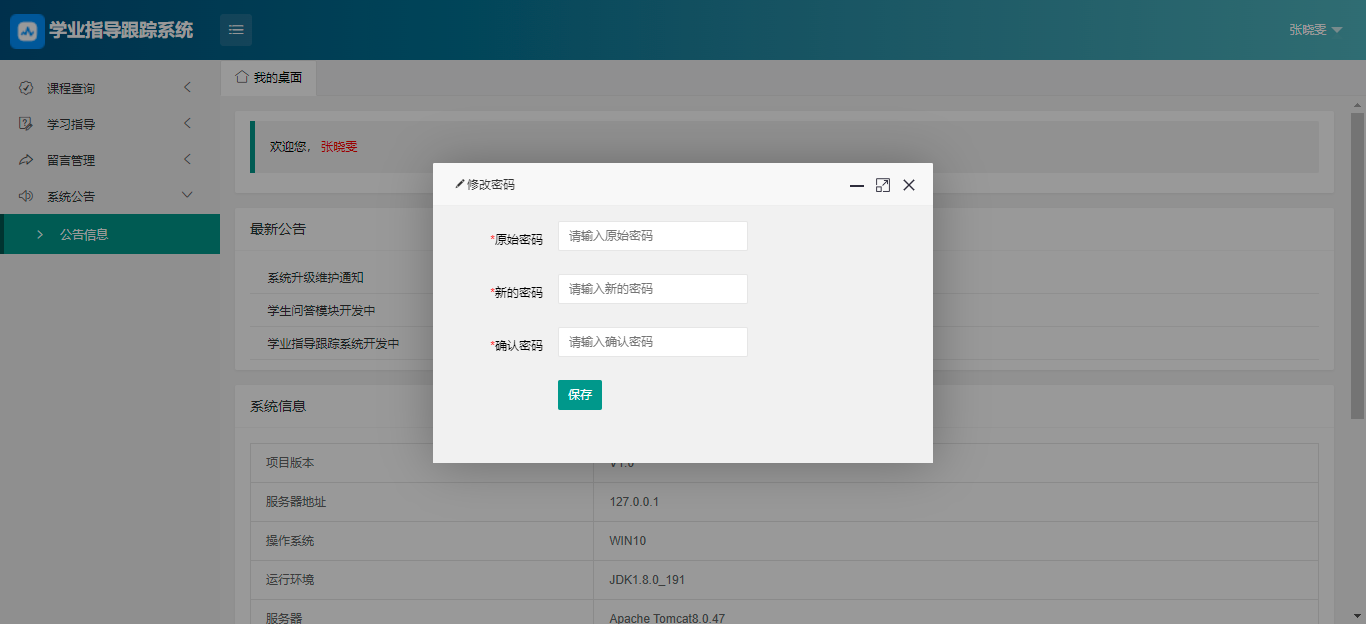 学业指导跟踪系统
张晓雯
课程查询
学习指导
留言管理
系统公告
公告信息
我的桌面
欢迎您，张晓雯
最新公告
系统升级维护通知
学生问答模块开发中
学业指导跟踪系统开发中
修改密码
*原始密码 请输入原始密码
*新的密码 请输入新的密码
*确认密码 请输入确认密码
保存
系统信息
项目版本 V1.0
服务器地址 127.0.0.1
操作系统 WIN10
运行环境 JDK1.8.0_191
服务器 Apache Tomcat8.0.47